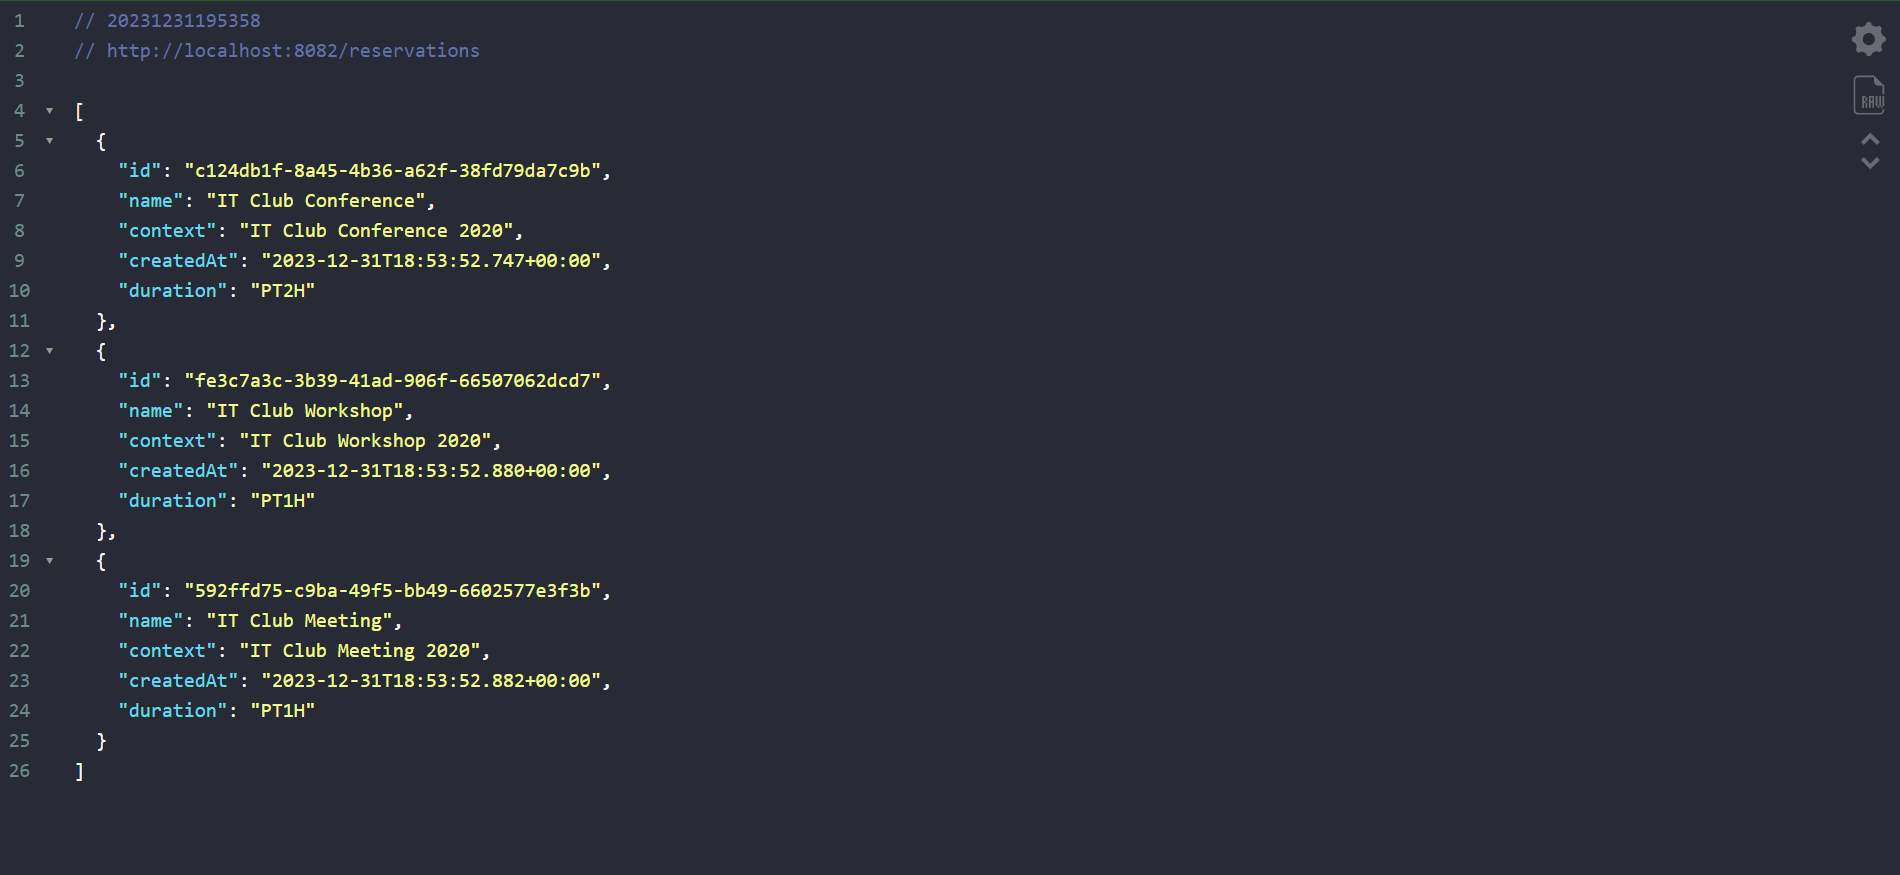 1 // 20231231195358
2 // http://localhost:8082/reservations
3
4 [
5 {
6 "id": "c124db1f-8a45-4b36-a62f-38fd79da7c9b",
7 "name": "IT Club Conference",
8 "context": "IT Club Conference 2020",
9 "createdAt": "2023-12-31T18:53:52.747+00:00",
10 "duration": "PT2H"
11 },
12 {
13 "id": "fe3c7a3c-3b39-41ad-906f-66507062dcd7",
14 "name": "IT Club Workshop",
15 "context": "IT Club Workshop 2020",
16 "createdAt": "2023-12-31T18:53:52.880+00:00",
17 "duration": "PT1H"
18 },
19 {
20 "id": "592ffd75-c9ba-49f5-bb49-6602577e3f3b",
21 "name": "IT Club Meeting",
22 "context": "IT Club Meeting 2020",
23 "createdAt": "2023-12-31T18:53:52.882+00:00",
24 "duration": "PT1H"
25 }
26 ]
RAW